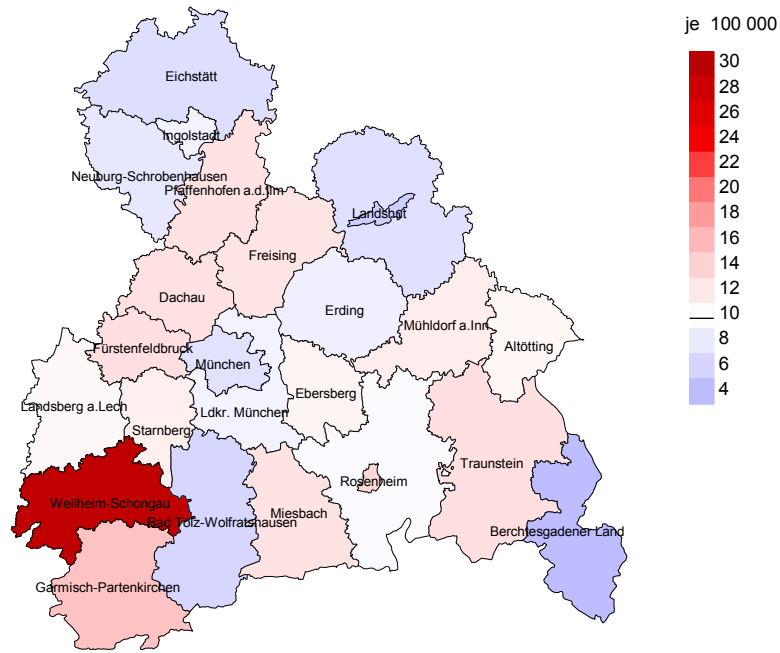 je 100 000
30
28
26
24
22
20
18
16
14
12
10
8
6
4
Eichstätt
Ingolstadt
Neuburg-Schrobenhausen
Pfaffenhofen a.d.Ilm
Landshut
Freising
Dachau
Erding
Mühldorf a.Inn
Altötting
Fürstenfeldbruck
München
Ebersberg
Landsberg a.Lech
Ldkr. München
Starnberg
Traunstein
Rosenheim
Weilheim-Schongau
Miesbach
Bad Tölz-Wolfratshausen
Berchtesgadener Land
Garmisch-Partenkirchen